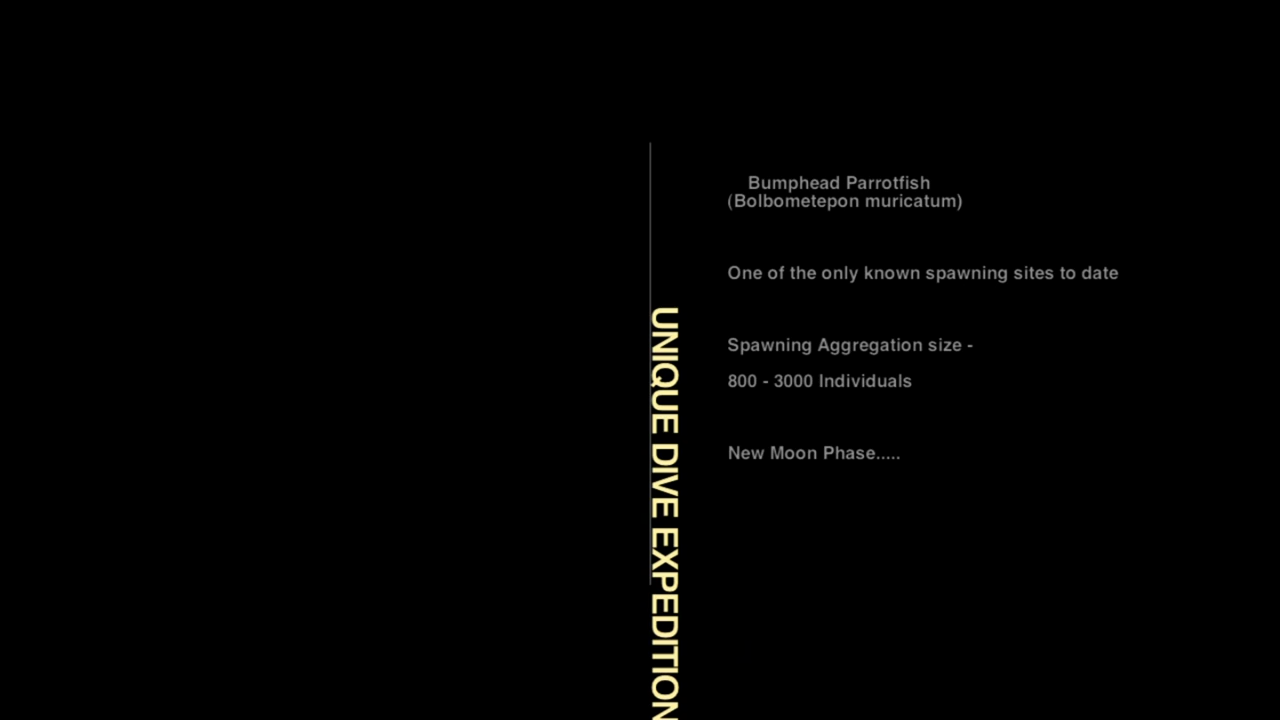 Bumphead Parrotfish
(Bolbometepon muricatum)
One of the only known spawning sites to date
Spawning Aggregation size -
800 - 3000 Individuals
New Moon Phase.....
UNIQUE DIVE EXPEDITION